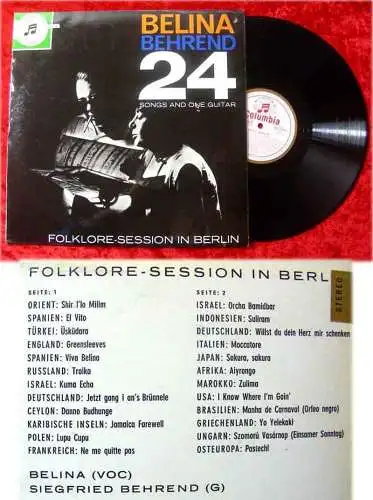 BELINA
BEHREND
24
SONGS AND ONE GUITAR
FOLKLORE-SESSION IN BERLIN
Columbia
FOLKLORE-SESSION IN BERL
STEREO
SEITE: 1
ORIENT: Shir I'lo Milim
SPANIEN: El Vito
TÜRKEI: Üsküdara
ENGLAND: Greensleeves
SPANIEN: Viva Belina
RUSSLAND: Troika
ISRAEL: Kuma Echa
DEUTSCHLAND: Jetzt gang i an's Brünnele
CEYLON: Danno Budhunge
KARIBISCHE INSELN: Jamaica Farewell
POLEN: Lupu Cupu
FRANKREICH: Ne me quitte pas
SEITE: 2
ISRAEL: Orcha Bamidbar
INDONESIEN: Suliram
DEUTSCHLAND: Willst du dein Herz mir schenken
ITALIEN: Moccatore
JAPAN: Sakura, sakura
AFRIKA: Aiyrongo
MAROKKO: Zulima
USA: I Know Where I'm Goin'
BRASILIEN: Manha de Carnaval (Orfeo negro)
GRIECHENLAND: Yo Yelekaki
UNGARN: Szomorú Vasárnap (Einsamer Sonntag)
OSTEUROPA: Pastechl
BELINA (VOC)
SIEGFRIED BEHREND (G)